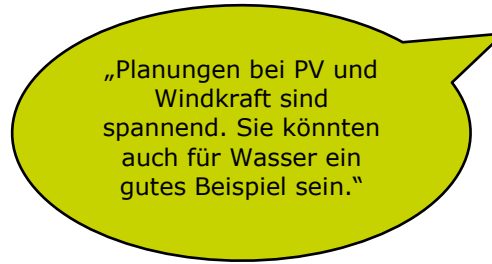 „Planungen bei PV und
Windkraft sind
spannend. Sie könnten
auch für Wasser ein
gutes Beispiel sein.“